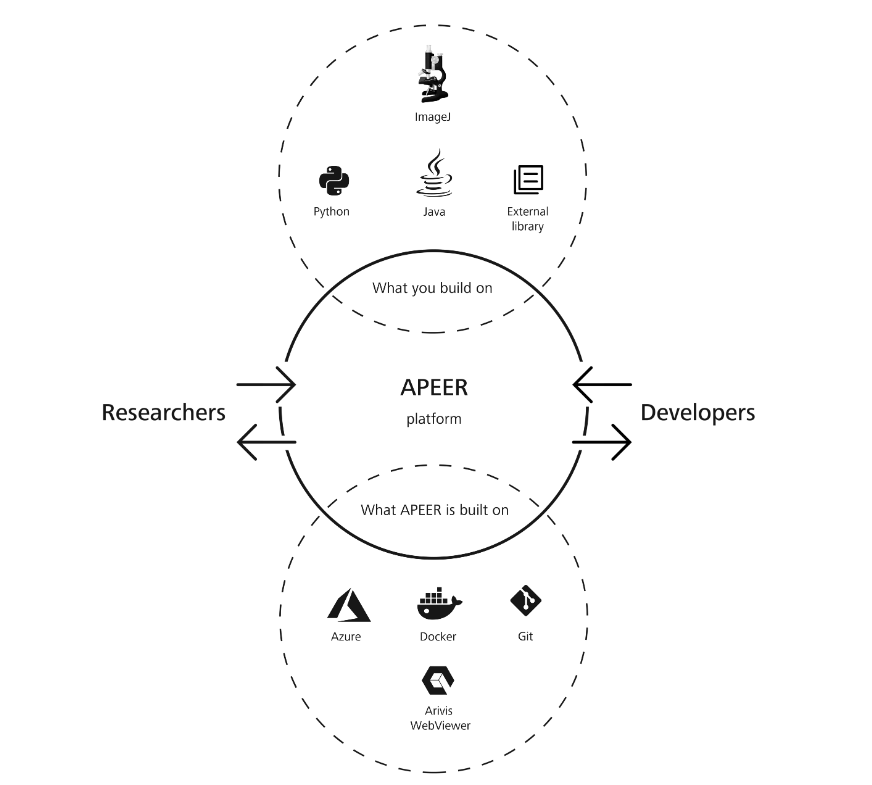 ImageJ
Python
Java
External
library
What you build on
APEER
platform
Researchers
Developers
What APEER is built on
Azure
Docker
Git
Arivis
WebViewer